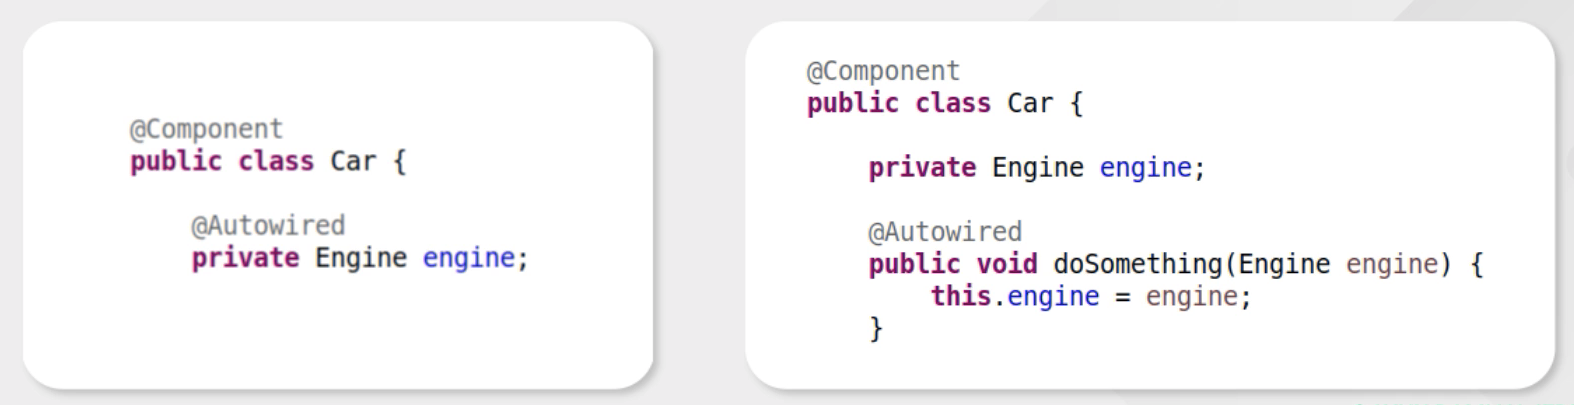 @Component
public class Car {
@Autowired
private Engine engine;
@Component
public class Car {
private Engine engine;
@Autowired
public void doSomething(Engine engine) {
this.engine = engine;
}